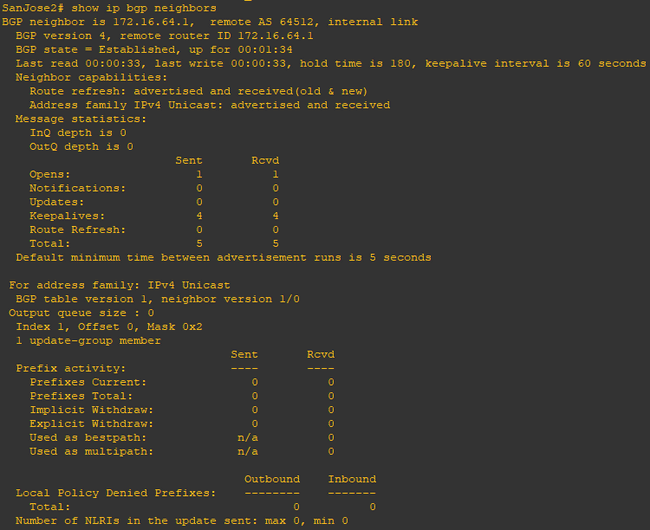 SanJose2# show ip bgp neighbors
BGP neighbor is 172.16.64.1,  remote AS 64512, internal link
  BGP version 4, remote router ID 172.16.64.1
  BGP state = Established, up for 00:01:34
  Last read 00:00:33, last write 00:00:33, hold time is 180, keepalive interval is 60 seconds
  Neighbor capabilities:
    Route refresh: advertised and received(old & new)
    Address family IPv4 Unicast: advertised and received
  Message statistics:
    InQ depth is 0
    OutQ depth is 0
                         Sent       Rcvd
    Opens:                  1          1
    Notifications:          0          0
    Updates:                0          0
    Keepalives:             4          4
    Route Refresh:          0          0
    Total:                  5          5
  Default minimum time between advertisement runs is 5 seconds

 For address family: IPv4 Unicast
  BGP table version 1, neighbor version 1/0
 Output queue size : 0
  Index 1, Offset 0, Mask 0x2
  1 update-group member
                                 Sent       Rcvd
  Prefix activity:               ----       ----
    Prefixes Current:               0          0
    Prefixes Total:                 0          0
    Implicit Withdraw:              0          0
    Explicit Withdraw:              0          0
    Used as bestpath:             n/a          0
    Used as multipath:            n/a          0

                                   Outbound    Inbound
  Local Policy Denied Prefixes:    --------    -------
    Total:                                0          0
  Number of NLRIs in the update sent: max 0, min 0